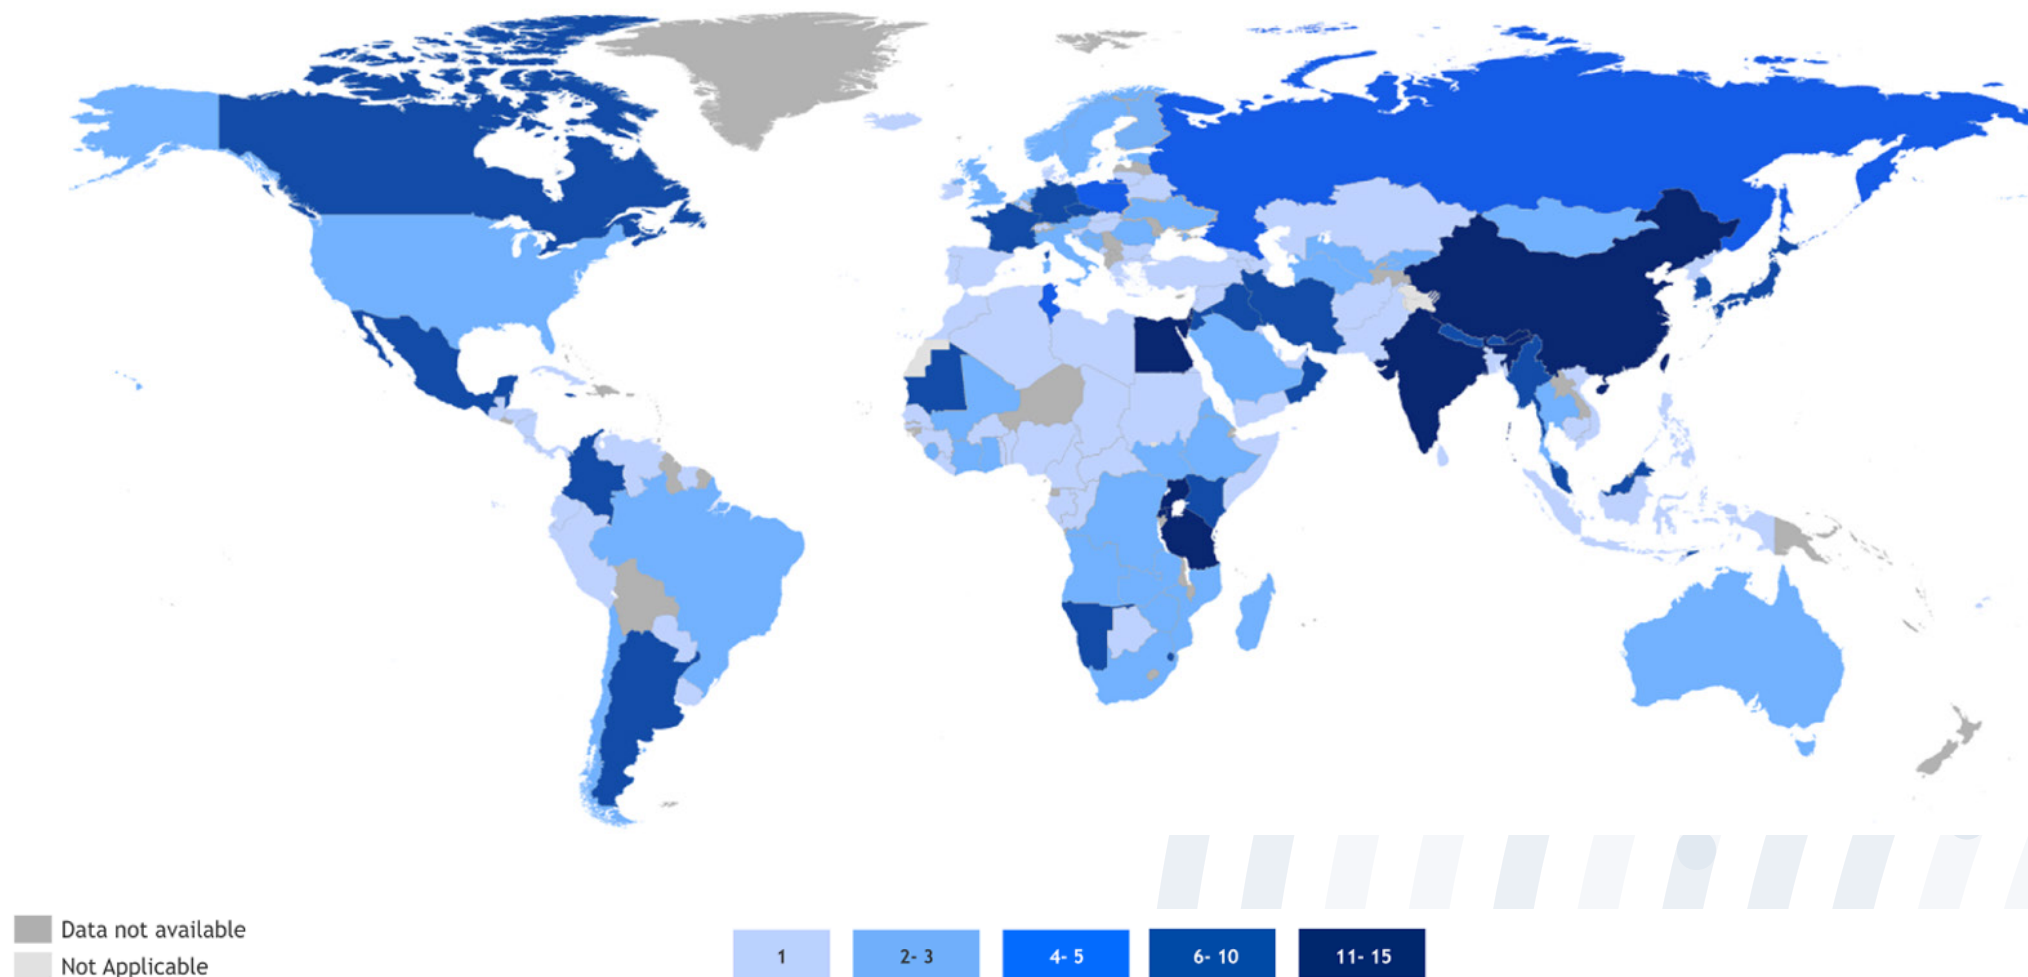 Data not available
Not Applicable
1
2- 3
4- 5
6- 10
11- 15